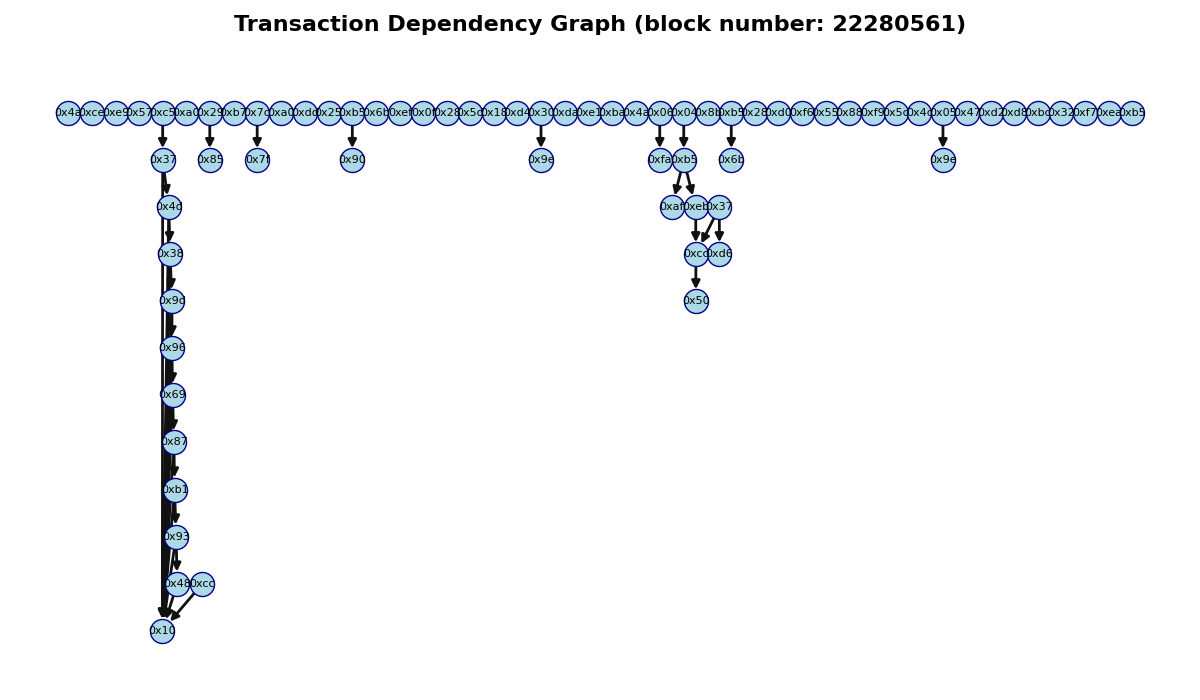 Transaction Dependency Graph (block number: 22280561)
0x4a 0xce 0xe9 0x57 0xc5 0xa0 0x29 0xb7 0x7c 0xa0 0xdd 0x25 0xb5 0x6b 0xef 0x0f 0x28 0x5c 0x18 0xd4 0x30 0xda 0xe1 0xba 0x4a 0x06 0x04 0x8b 0xb5 0x28 0xd0 0xf6 0x55 0x88 0xf9 0x5c 0x4c 0x05 0x47 0xd2 0xd8 0xbc 0x32 0xf7 0xea 0xb5
0x37 0x85 0x7f 0x90 0x9e 0xfa 0xb5 0x6b 0x9e
0xaf 0xeb 0x37
0x38 0xd6
0x9d 0x50
0x96
0x69
0x87
0xb1
0x93
0x48 0xcc
0x10